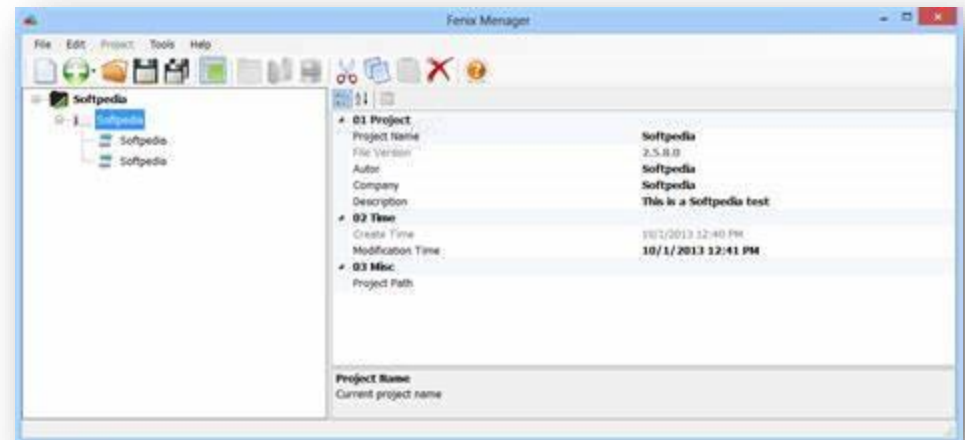 Fenix Menager
File Edit Project Tools Help
Softpedia
Softpedia
Softpedia
Softpedia
01 Project
Project Name Softpedia
File Version 2.5.8.0
Autor Softpedia
Company Softpedia
Description This is a Softpedia test
02 Time
Create Time 10/1/2013 12:40 PM
Modification Time 10/1/2013 12:41 PM
03 Misc
Project Path
Project Name
Current project name